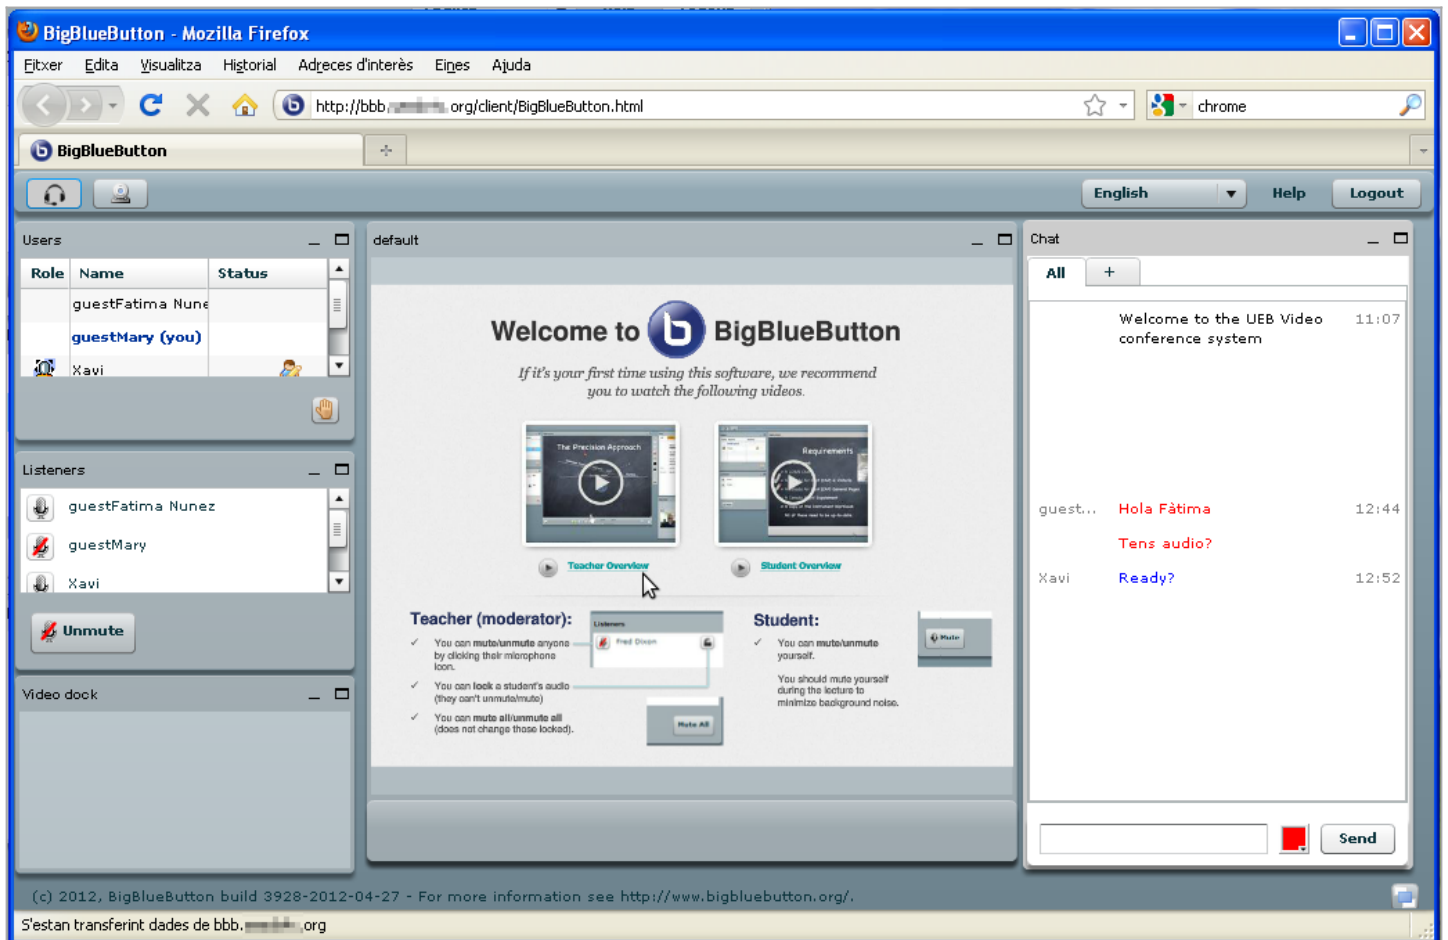 BigBlueButton - Mozilla Firefox
Fitxer Edita Visualitza Historial Adreces d'interès Eines Ajuda
http://bbb. .org/client/BigBlueButton.html
chrome
BigBlueButton
English Help Logout
Users
Role Name Status
guestFatima Nune
guestMary (you)
Xavi
Listeners
guestFatima Nunez
guestMary
Xavi
Unmute
Video dock
default
Welcome to BigBlueButton
If it's your first time using this software, we recommend
you to watch the following videos.
The Precision Approach
Requirements
Teacher Overview
Student Overview
Teacher (moderator):
You can mute/unmute anyone
by clicking their microphone
icon.
You can lock a student's audio
(they can't unmute/mute)
You can mute all/unmute all
(does not change those locked).
Listeners
Fred Dixon
Mute All
Student:
You can mute/unmute
yourself.
You should mute yourself
during the lecture to
minimize background noise.
Mute
Chat
All +
Welcome to the UEB Video 11:07
conference system
guest... Hola Fàtima 12:44
Tens audio?
Xavi Ready? 12:52
Send
(c) 2012, BigBlueButton build 3928-2012-04-27 - For more information see http://www.bigbluebutton.org/.
S'estan transferint dades de bbb. .org